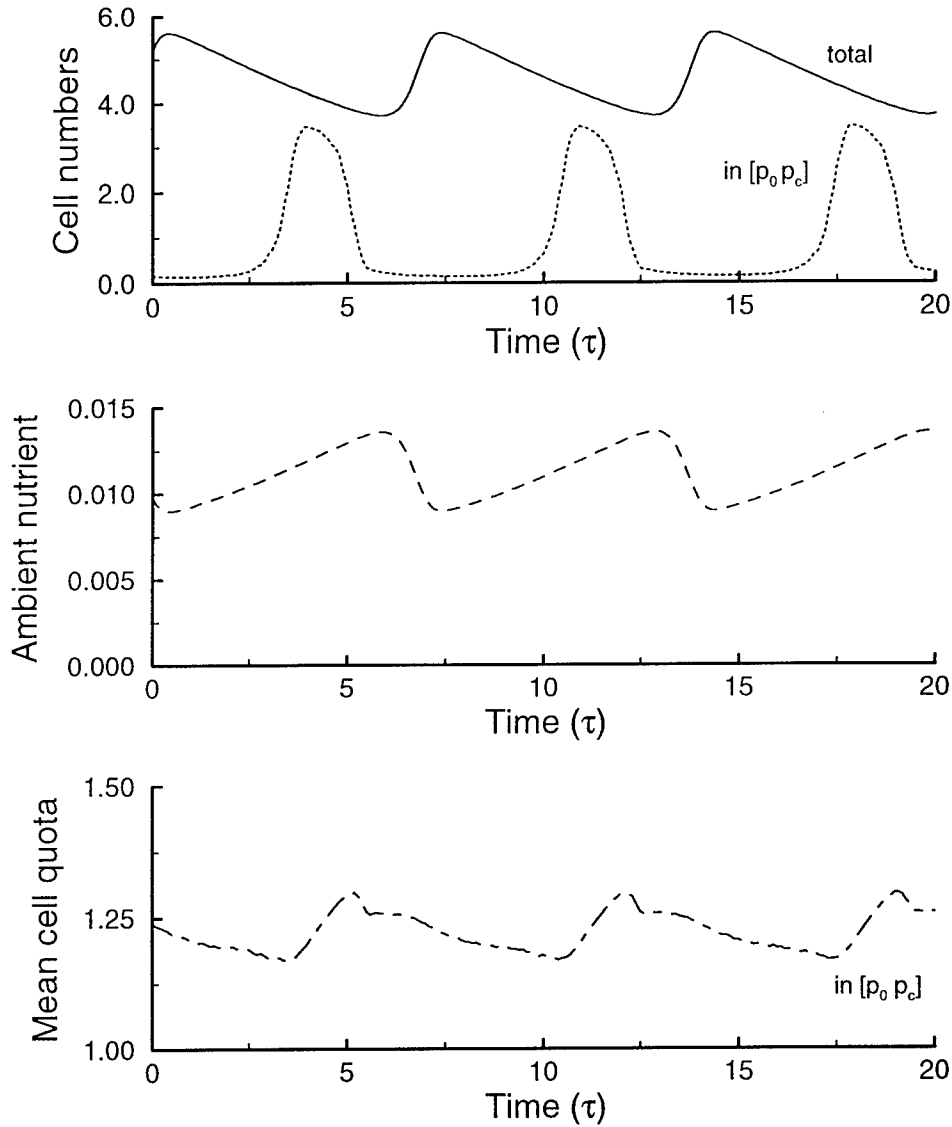 Cell numbers
6.0
4.0
2.0
0.0
total
in [p₀ p_c]
0 5 10 15 20
Time (τ)
Ambient nutrient
0.015
0.010
0.005
0.000
0 5 10 15 20
Time (τ)
Mean cell quota
1.50
1.25
1.00
in [p₀ p_c]
0 5 10 15 20
Time (τ)